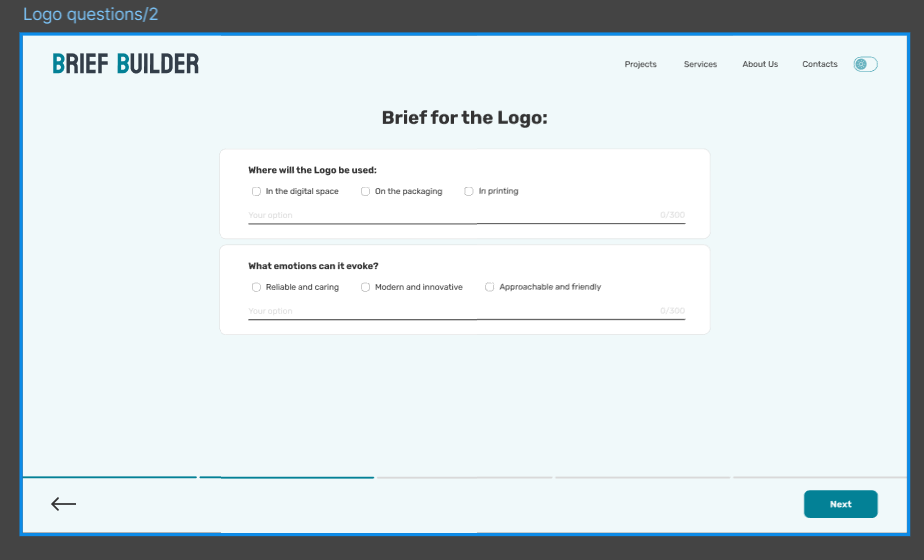 Logo questions/2
BRIEF BUILDER
Projects Services About Us Contacts
Brief for the Logo:
Where will the Logo be used:
In the digital space On the packaging In printing
Your option 0/300
What emotions can it evoke?
Reliable and caring Modern and innovative Approachable and friendly
Your option 0/300
Next